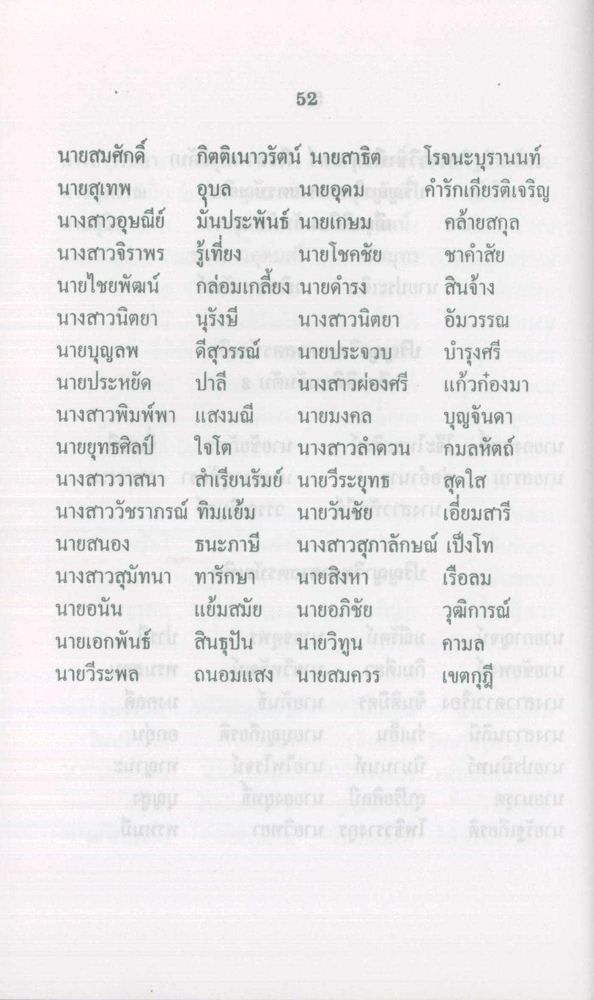 52
นายสมศักดิ์ กิตติเนาวรัตน์ นายสาธิต โรจนะบุรานนท์
นายสุเทพ อุบล นายอุดม คำรักเกียรติเจริญ
นางสาวอุษณีย์ มั่นประพันธ์ นายเกษม คล้ายสกุล
นางสาวจิราพร รู้เที่ยง นายโชคชัย ชาคำสัย
นายไชยพัฒน์ กล่อมเกลี้ยง นายดำรง สินจ้าง
นางสาวนิตยา นุรังษี นางสาวนิตยา อัมวรรณ
นายบุญลพ ดีสุวรรณ์ นายประจวบ บำรุงศรี
นายประหยัด ปาลี นางสาวผ่องศรี แก้วก๋องมา
นางสาวพิมพ์พา แสงมณี นายมงคล บุญจันดา
นายยุทธศิลป์ ใจโต นางสาวลำดวน กมลหัตถ์
นางสาววาสนา สำเรียนรัมย์ นายวีระยุทธ สุดใส
นางสาววัชราภรณ์ ทิมแย้ม นายวันชัย เอี่ยมสารี
นายสนอง ธนะภาษี นางสาวสุภาลักษณ์ เป็งโท
นางสาวสุมัทนา ทารักษา นายสิงหา เรือลม
นายอนัน แย้มสมัย นายอภิชัย วุฒิการณ์
นายเอกพันธ์ สินธุปัน นายวิทูน คามล
นายวีระพล ถนอมแสง นายสมควร เขตกุฎี